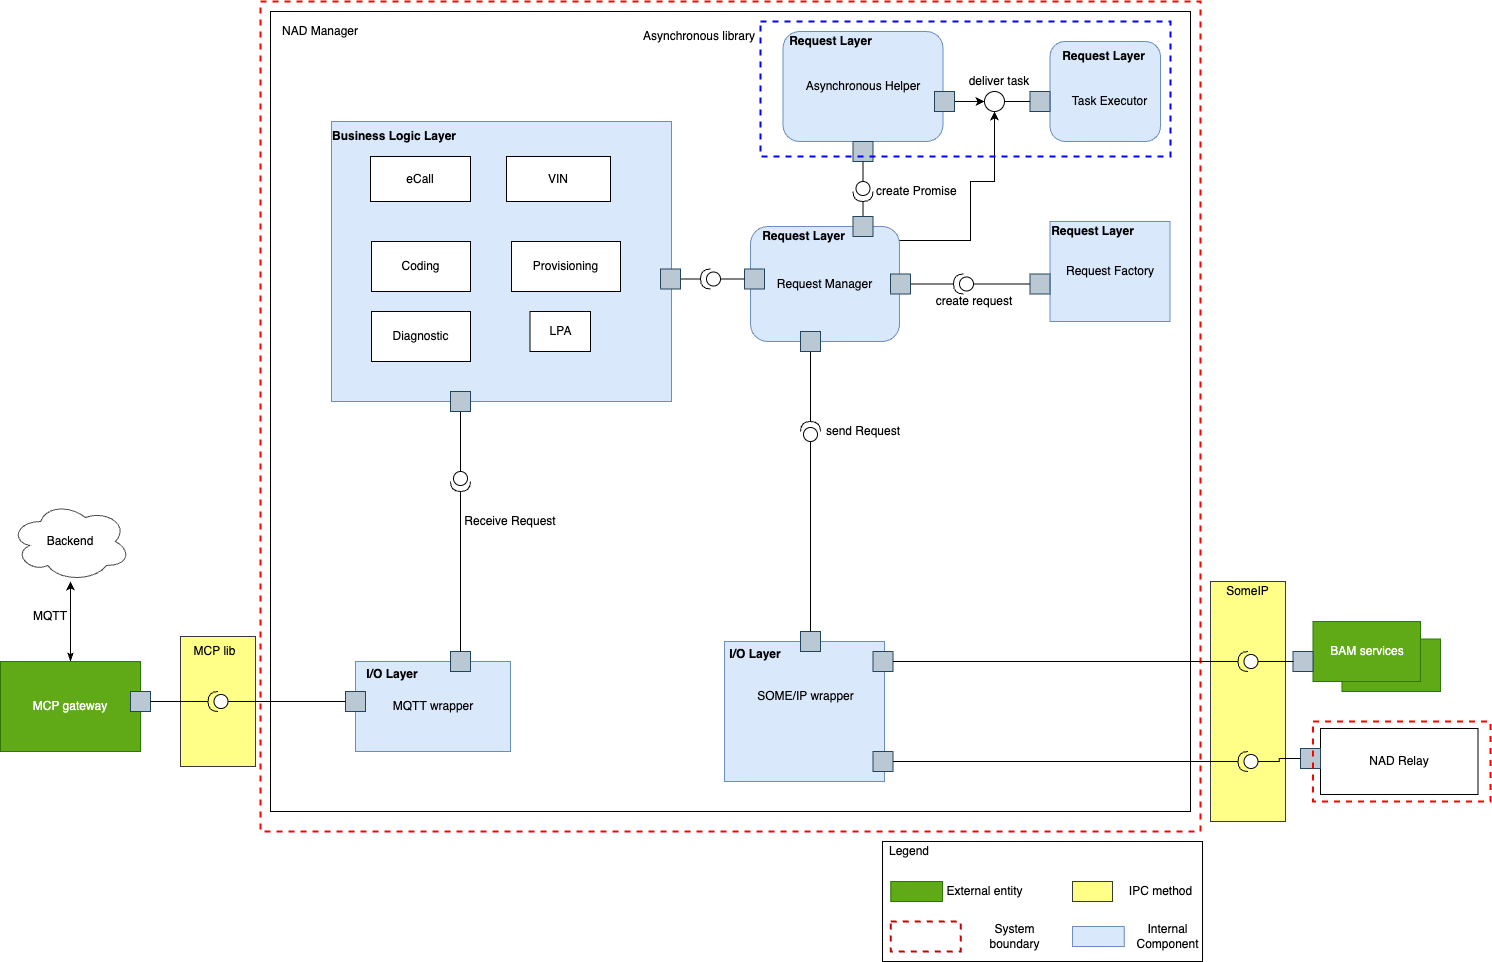 NAD Manager
Asynchronous library
Request Layer
Asynchronous Helper
deliver task
Request Layer
Task Executor
Business Logic Layer
eCall
VIN
Coding
Provisioning
Diagnostic
LPA
create Promise
Request Layer
Request Manager
Request Layer
Request Factory
create request
send Request
Receive Request
Backend
MQTT
MCP gateway
MCP lib
I/O Layer
MQTT wrapper
I/O Layer
SOME/IP wrapper
SomeIP
BAM services
NAD Relay
Legend
External entity
IPC method
System
boundary
Internal
Component